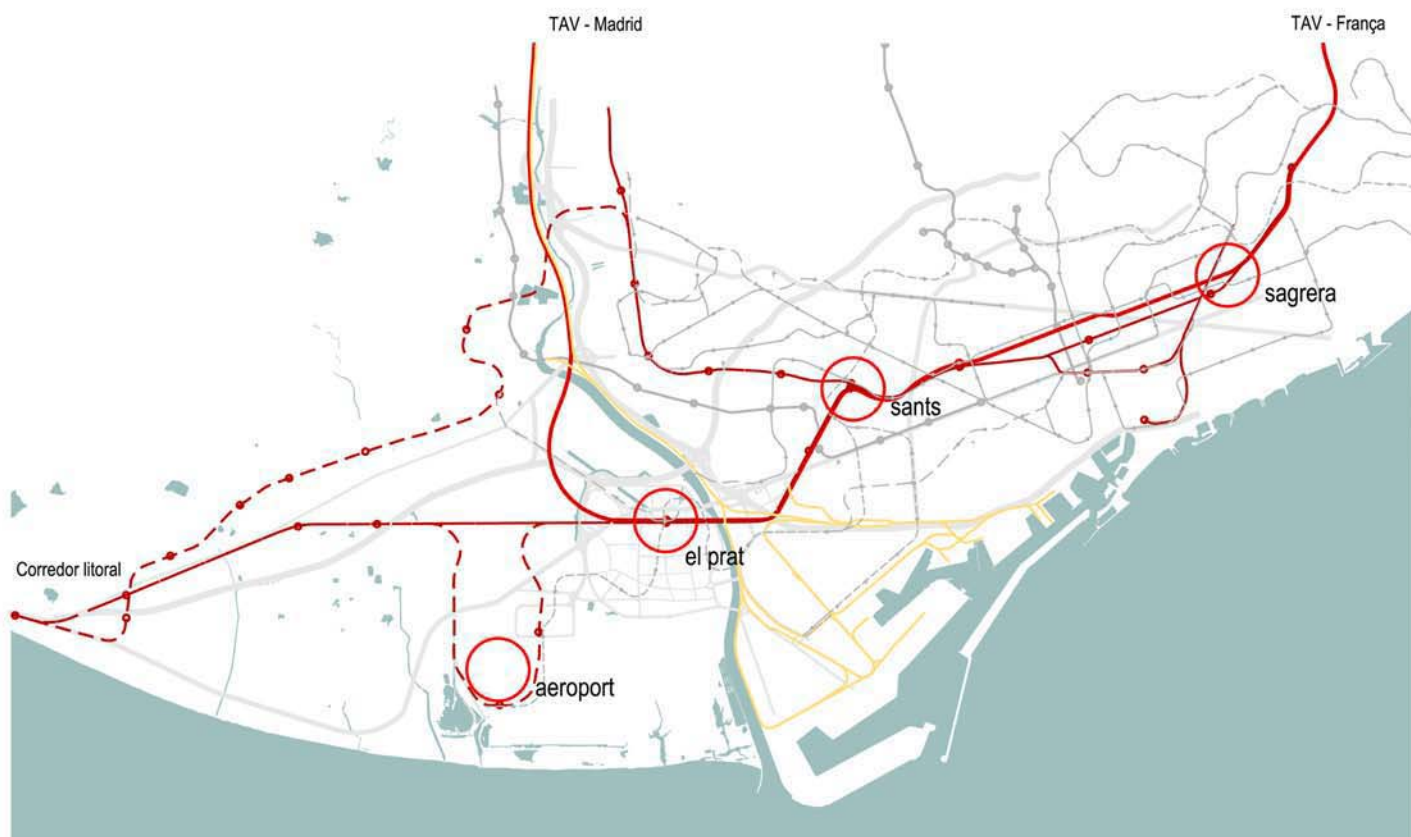 TAV - Madrid
TAV - França
sagrera
sants
el prat
Corredor litoral
aeroport